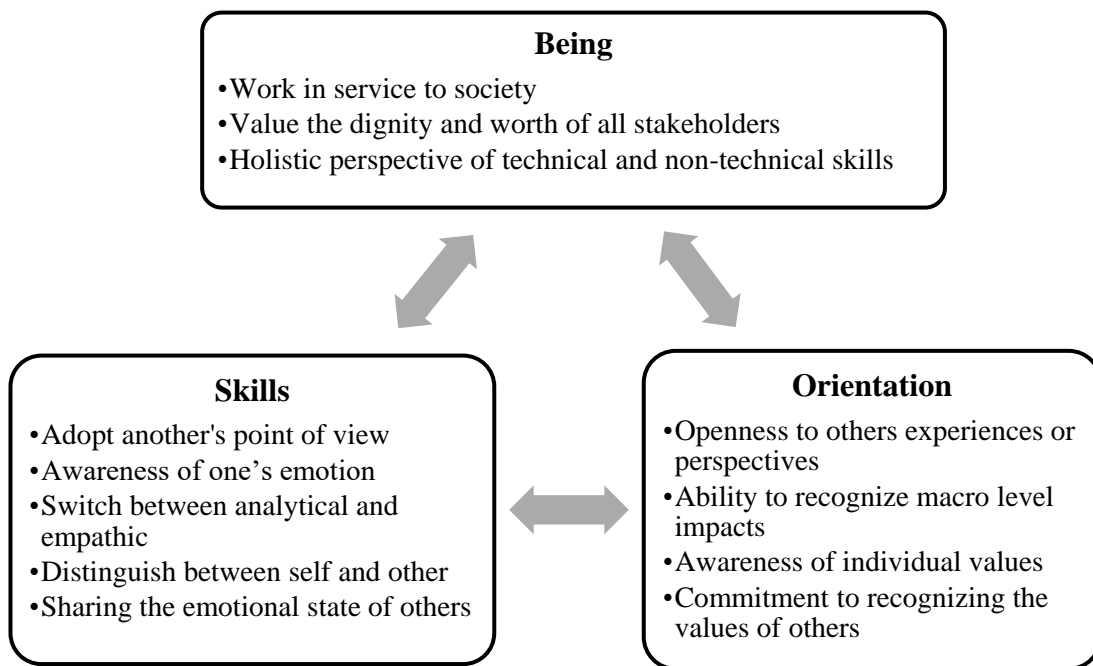 Being
•Work in service to society
•Value the dignity and worth of all stakeholders
•Holistic perspective of technical and non-technical skills
Skills
•Adopt another's point of view
•Awareness of one’s emotion
•Switch between analytical and
empathic
•Distinguish between self and other
•Sharing the emotional state of others
Orientation
•Openness to others experiences or
perspectives
•Ability to recognize macro level
impacts
•Awareness of individual values
•Commitment to recognizing the
values of others